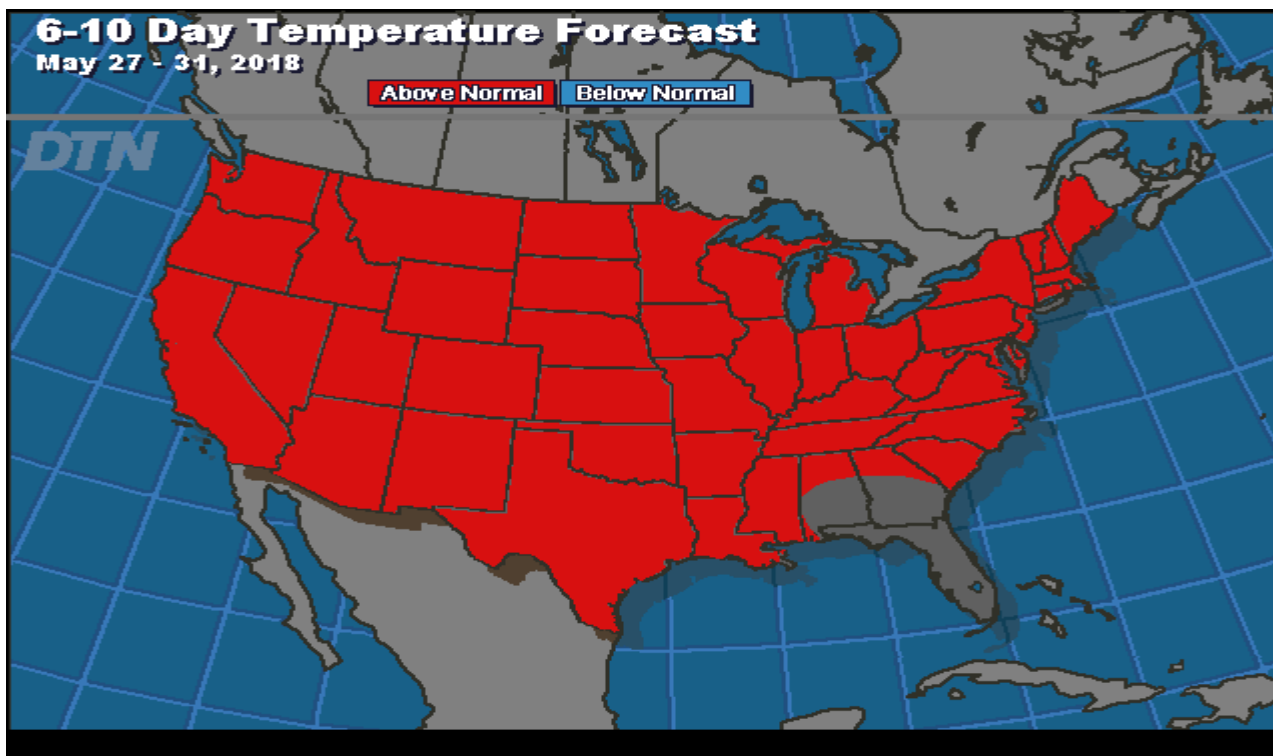 6-10 Day Temperature Forecast
May 27 - 31, 2018
Above Normal Below Normal
DTN